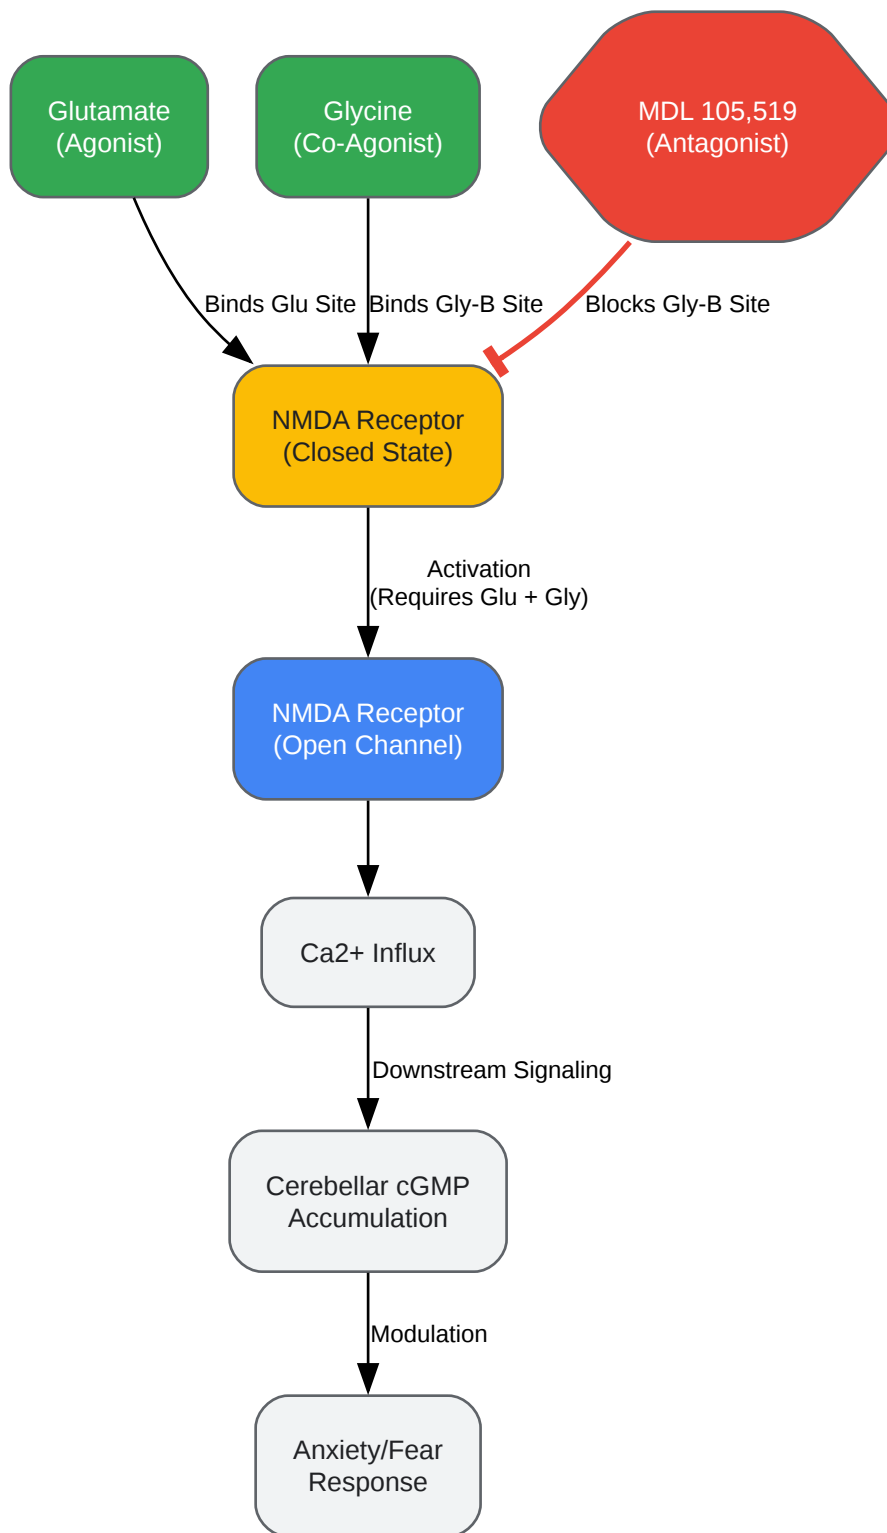 Glutamate
(Agonist)
Glycine
(Co-Agonist)
MDL 105,519
(Antagonist)
Binds Glu Site
Binds Gly-B Site
Blocks Gly-B Site
NMDA Receptor
(Closed State)
Activation
(Requires Glu + Gly)
NMDA Receptor
(Open Channel)
Ca2+ Influx
Downstream Signaling
Cerebellar cGMP
Accumulation
Modulation
Anxiety/Fear
Response